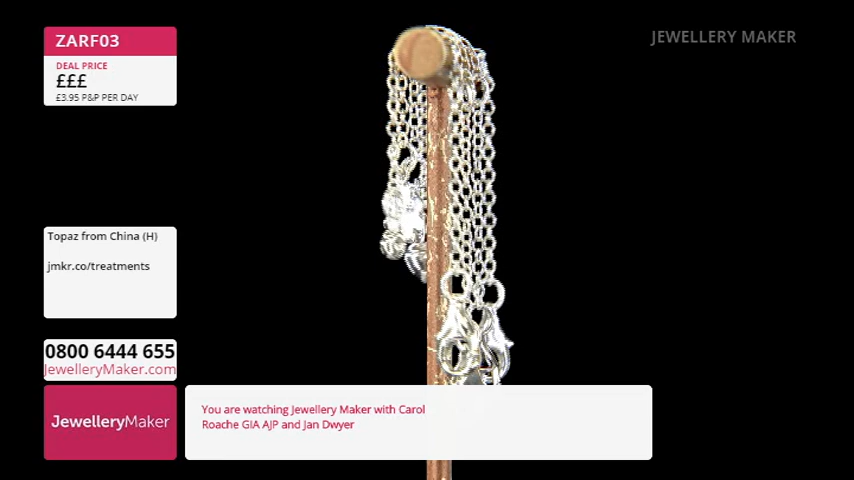 ZARF03
DEAL PRICE
£££
£3.95 P&P PER DAY
JEWELLERY MAKER
Topaz from China (H)
jmkr.co/treatments
0800 6444 655
JewelleryMaker.com
JewelleryMaker
You are watching Jewellery Maker with Carol
Roache GIA AJP and Jan Dwyer